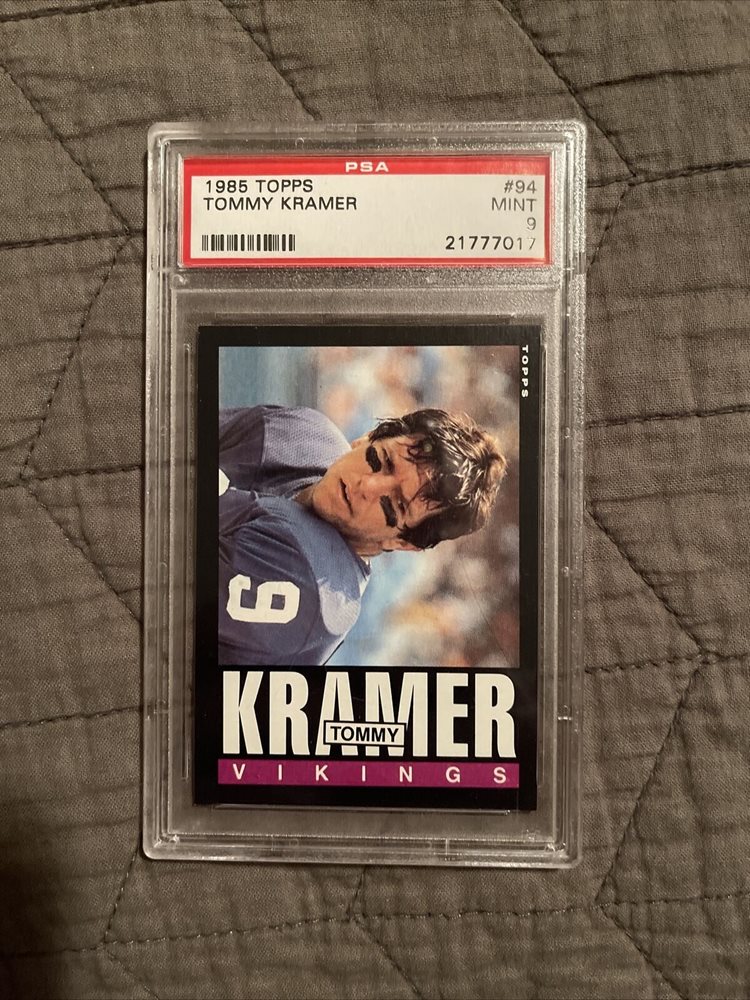 PSA
1985 TOPPS #94
TOMMY KRAMER MINT
9
21777017
TOPPS
9
KRAMER
TOMMY
VIKINGS